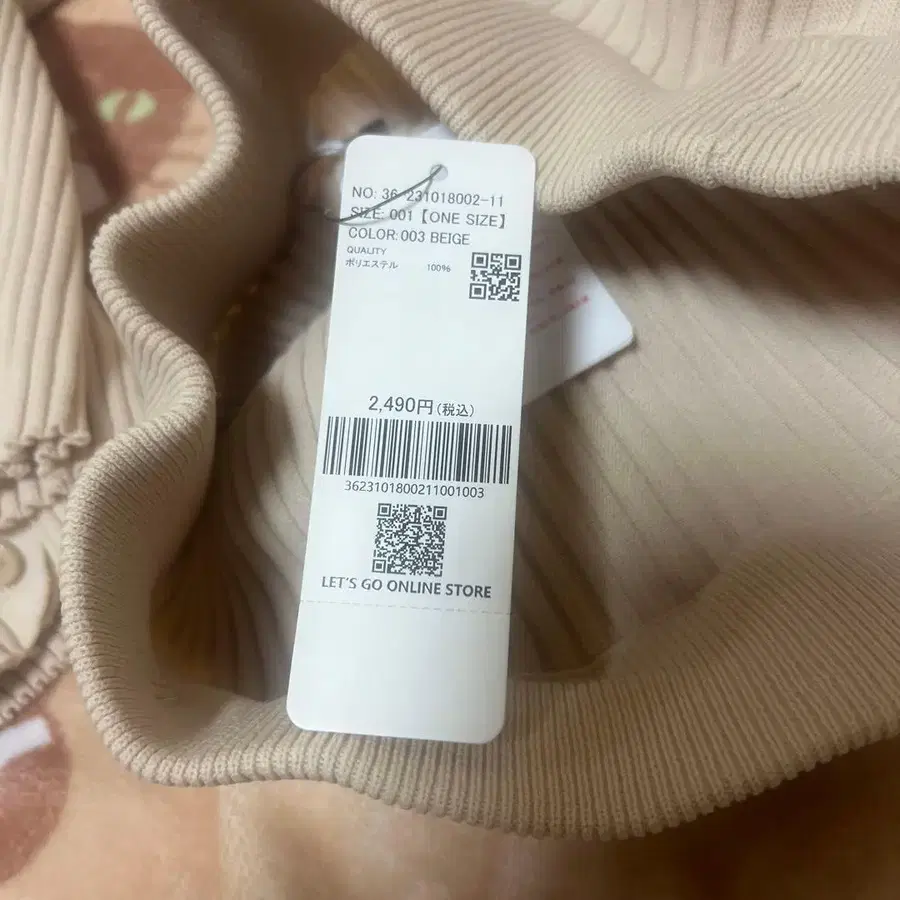 NO: 36-231018002-11
SIZE: 001【ONE SIZE】
COLOR:003 BEIGE
QUALITY
ポリエステル 100%
2,490円(税込)
3623101800211001003
LET'S GO ONLINE STORE